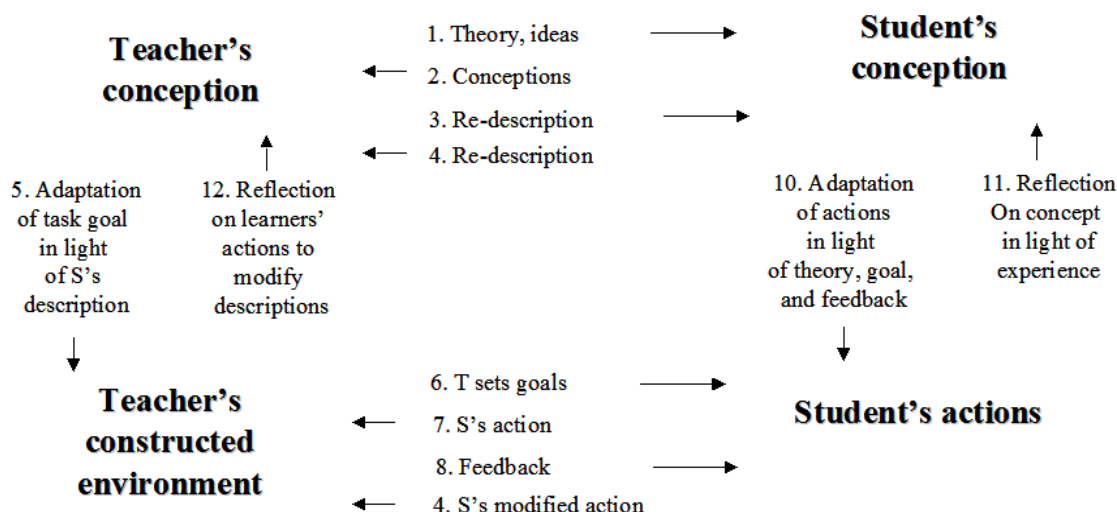 Teacher’s
conception
1. Theory, ideas
2. Conceptions
3. Re-description
4. Re-description
Student’s
conception
5. Adaptation
of task goal
in light
of S’s
description
12. Reflection
on learners’
actions to
modify
descriptions
10. Adaptation
of actions
in light
of theory, goal,
and feedback
11. Reflection
On concept
in light of
experience
Teacher’s
constructed
environment
6. T sets goals
7. S’s action
8. Feedback
4. S’s modified action
Student’s actions